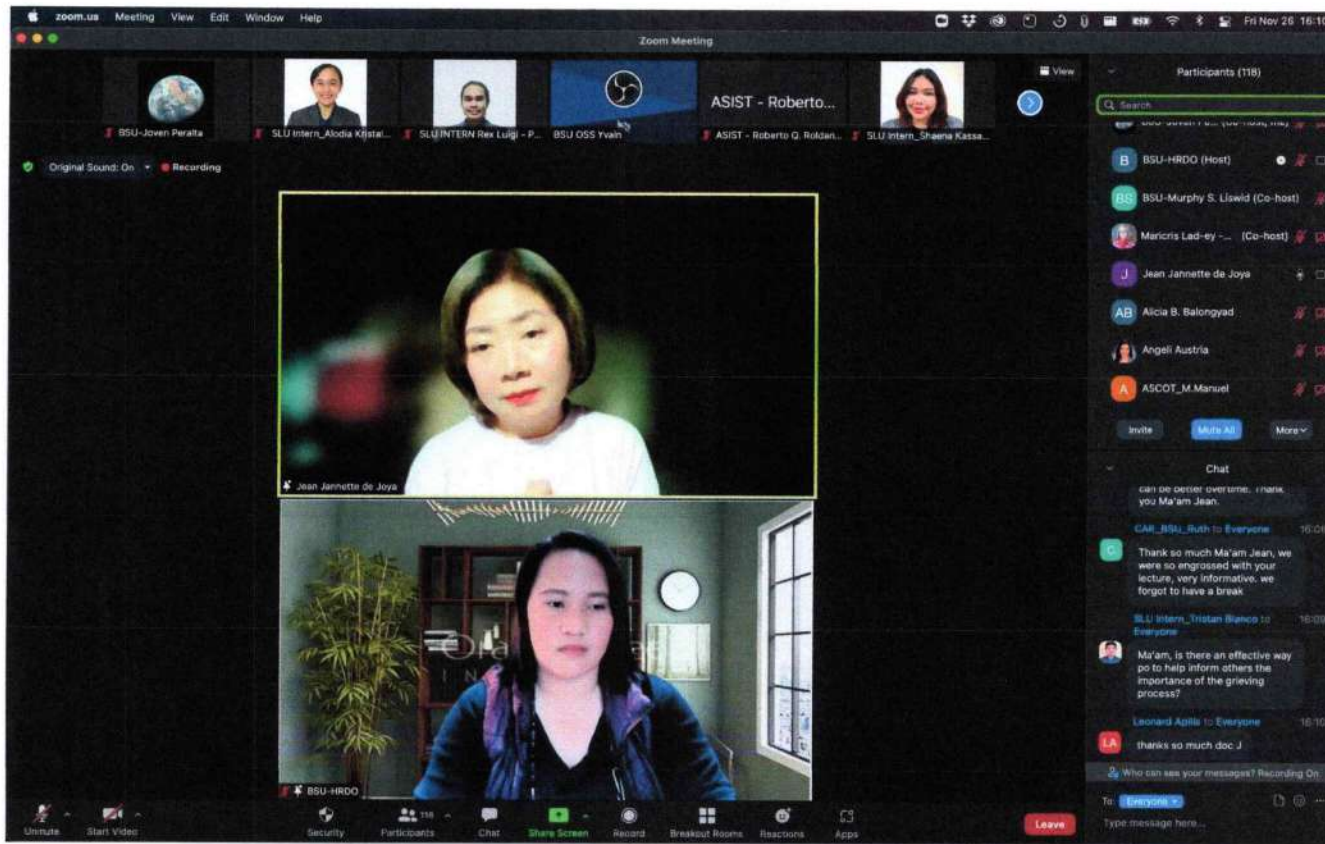 zoom.us Meeting View Edit Window Help
Fri Nov 26 16:10
Zoom Meeting
View
BSU-Joven Peralta
SLU Intern_Alodia Kristal...
SLU INTERN Rex Luigi - P...
BSU OSS Yvain
ASIST - Roberto...
ASIST - Roberto Q. Roldan...
SLU Intern_Shaena Kassa...
Original Sound: On
Recording
Jean Jannette de Joya
BSU-HRDO
Participants (118)
Search
BSU-HRDO (Host)
BS
BSU-Murphy S. Liswid (Co-host)
Maricris Lad-ey -... (Co-host)
J
Jean Jannette de Joya
AB
Alicia B. Balongyad
Angeli Austria
A
ASCOT_M.Manuel
Invite
Mute All
More
Chat
can be better overtime. Thank
you Ma'am Jean.
CAR_BSU_Ruth to Everyone
C
Thank so much Ma'am Jean, we
were so engrossed with your
lecture, very informative. we
forgot to have a break
SLU Intern_Tristan Blanco to
Everyone
16:09
Ma'am, is there an effective way
po to help inform others the
importance of the grieving
process?
Leonard Apilis to Everyone
16:10
LA
thanks so much doc J
Who can see your messages? Recording On
To: Everyone
Type message here...
Unmute
Start Video
Security
Participants
118
Chat
Share Screen
Record
Breakout Rooms
Reactions
Apps
Leave